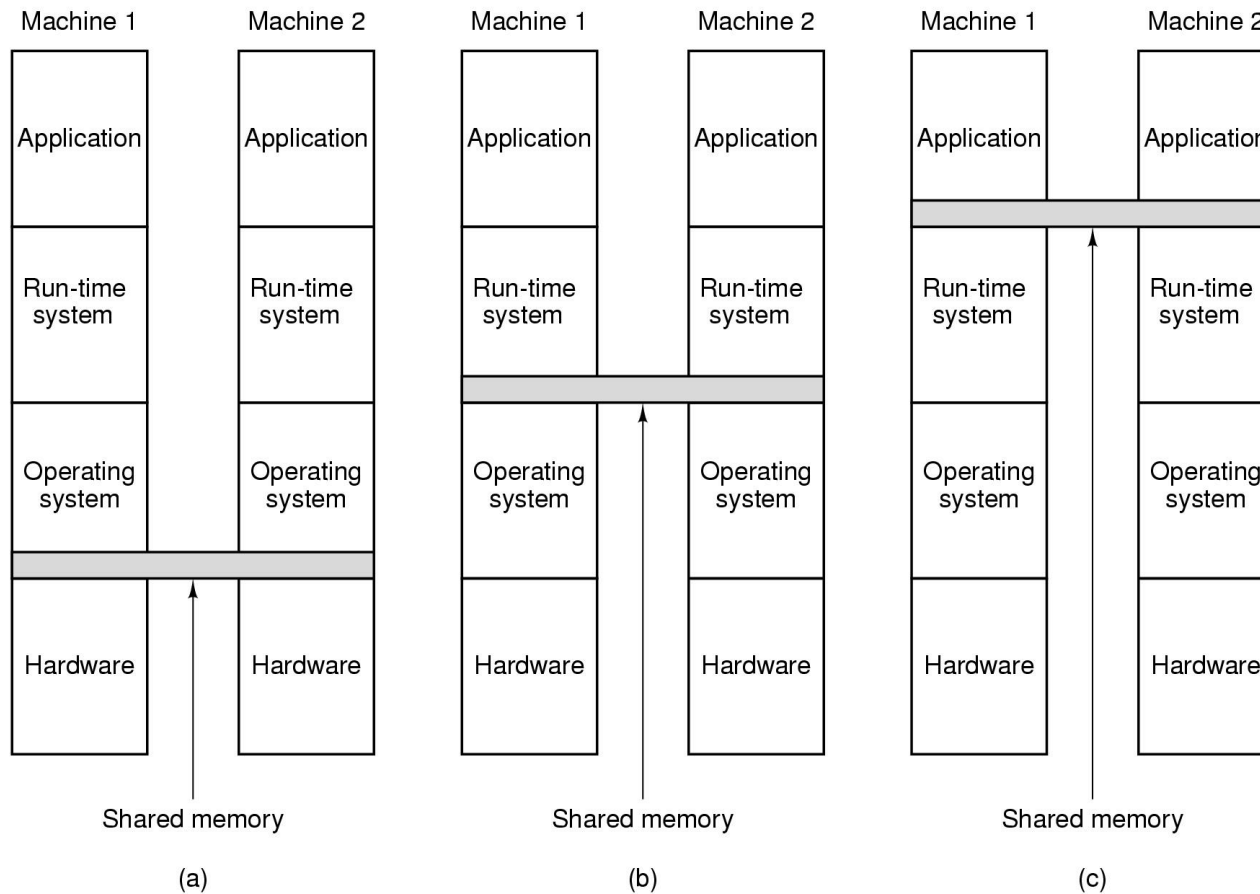 Machine 1
Machine 2
Application
Application
Run-time
system
Run-time
system
Operating
system
Operating
system
Hardware
Hardware
Shared memory
(a)
Machine 1
Machine 2
Application
Application
Run-time
system
Run-time
system
Operating
system
Operating
system
Hardware
Hardware
Shared memory
(b)
Machine 1
Machine 2
Application
Application
Run-time
system
Run-time
system
Operating
system
Operating
system
Hardware
Hardware
Shared memory
(c)